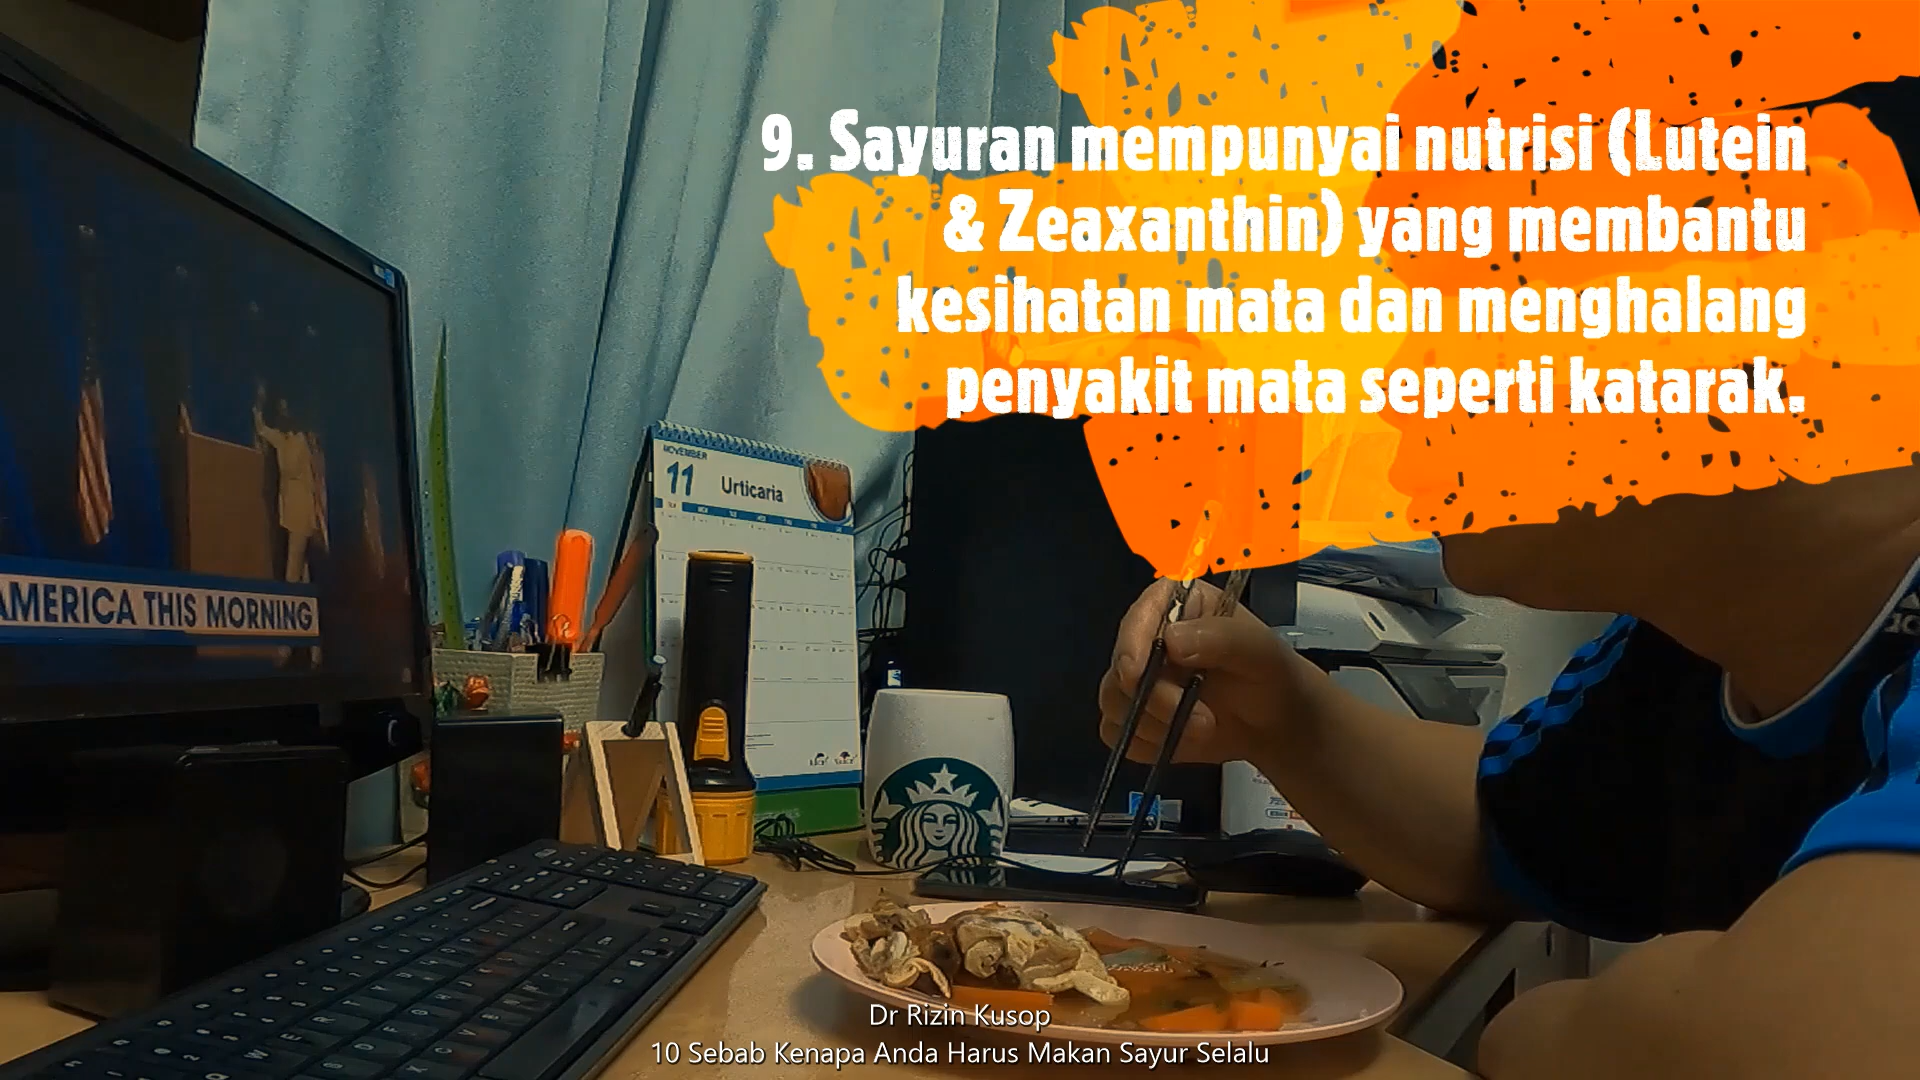 9. Sayuran mempunyai nutrisi (Lutein
& Zeaxanthin) yang membantu
kesihatan mata dan menghalang
penyakit mata seperti katarak.
NOVEMBER
11
Urticaria
AMERICA THIS MORNING
Dr Rizin Kusop
10 Sebab Kenapa Anda Harus Makan Sayur Selalu